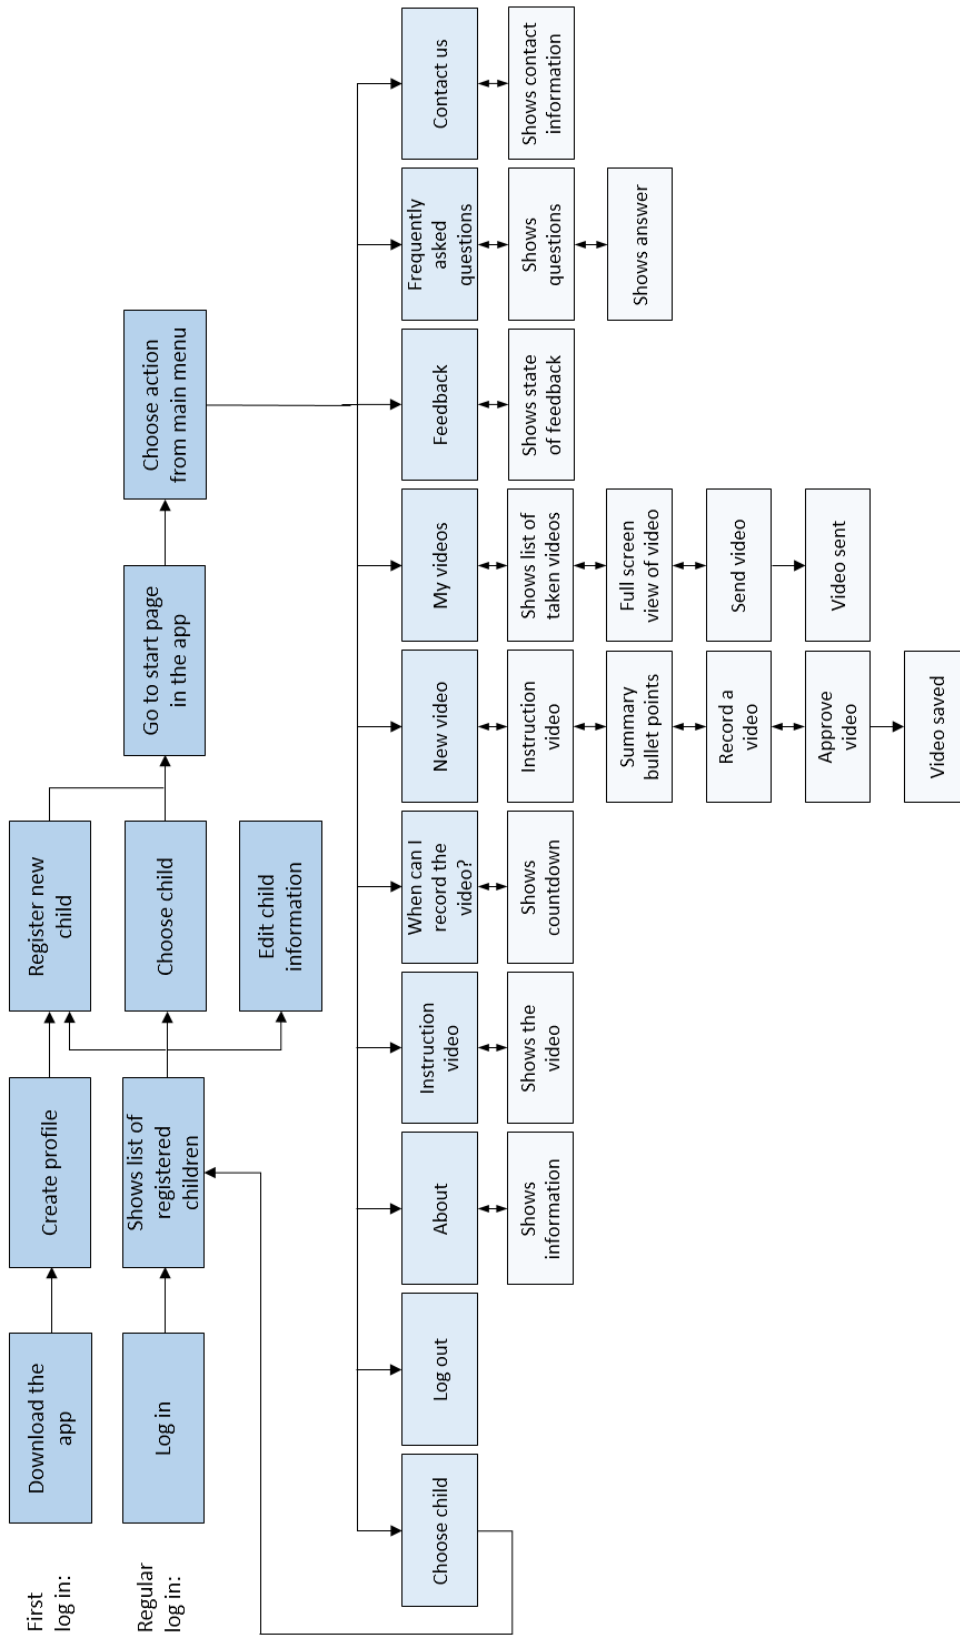 First
log in:
Download the
app
Create profile
Register new
child
Regular
log in:
Log in
Shows list of
registered
children
Choose child
Go to start page
in the app
Choose action
from main menu
Edit child
information
Choose child
Log out
About
Instruction
video
When can I
record the
video?
New video
My videos
Feedback
Frequently
asked
questions
Contact us
Shows
information
Shows the
video
Shows
countdown
Instruction
video
Shows list of
taken videos
Shows state
of feedback
Shows
questions
Shows contact
information
Summary
bullet points
Full screen
view of video
Shows answer
Record a
video
Send video
Approve
video
Video sent
Video saved